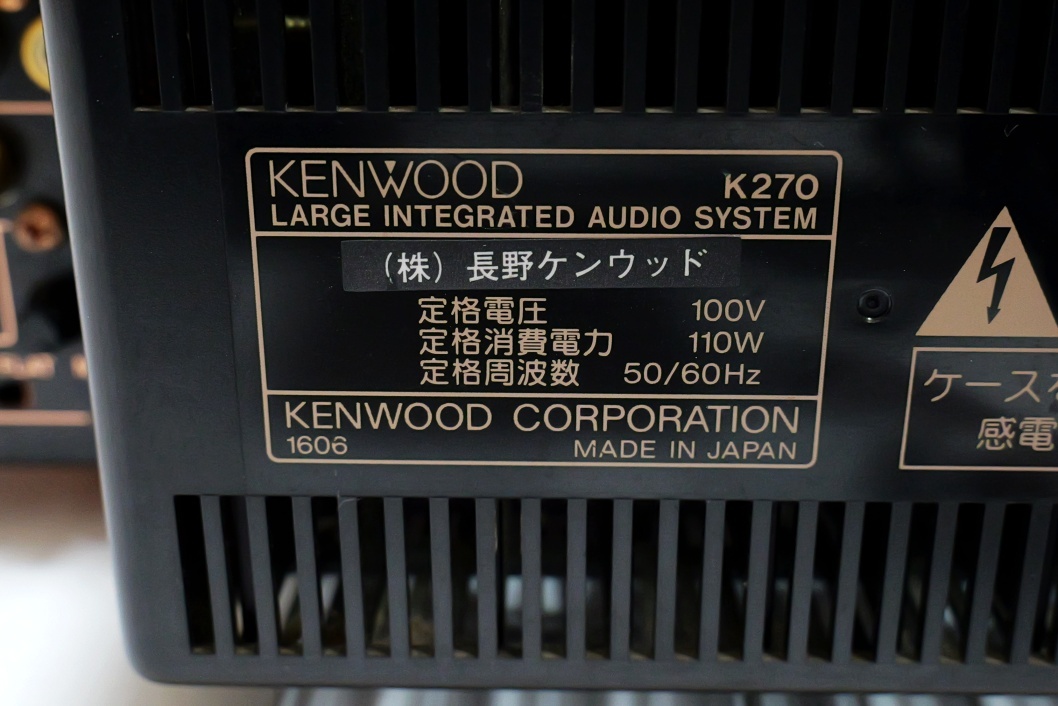 KENWOOD K270
LARGE INTEGRATED AUDIO SYSTEM
(株)長野ケンウッド
定格電圧 100V
定格消費電力 110W
定格周波数 50/60Hz
KENWOOD CORPORATION
1606 MADE IN JAPAN
ケース
感電